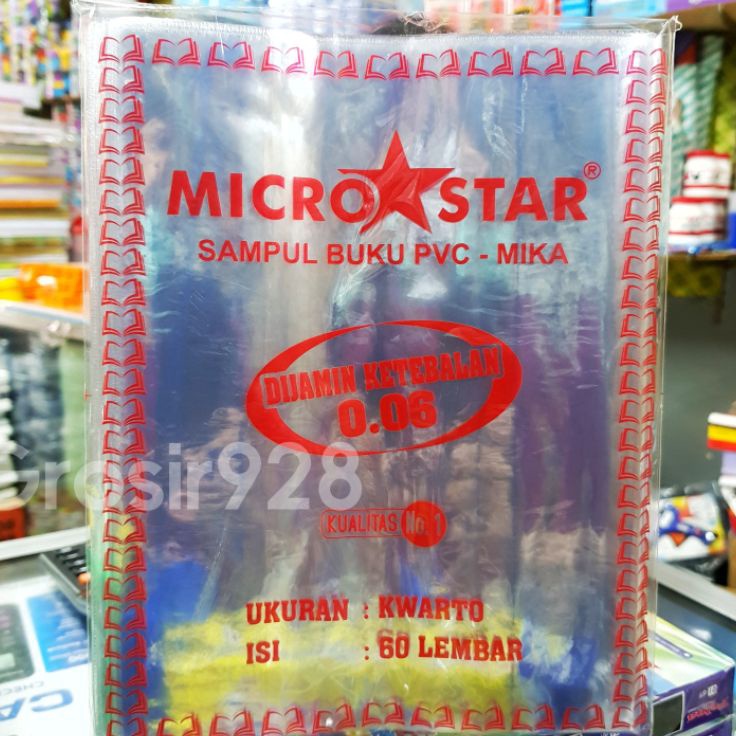 MICRO STAR®
SAMPUL BUKU PVC - MIKA
DIJAMIN KETEBALAN
0.06
Grosir928
KUALITAS No.1
UKURAN : KWARTO
ISI : 60 LEMBAR